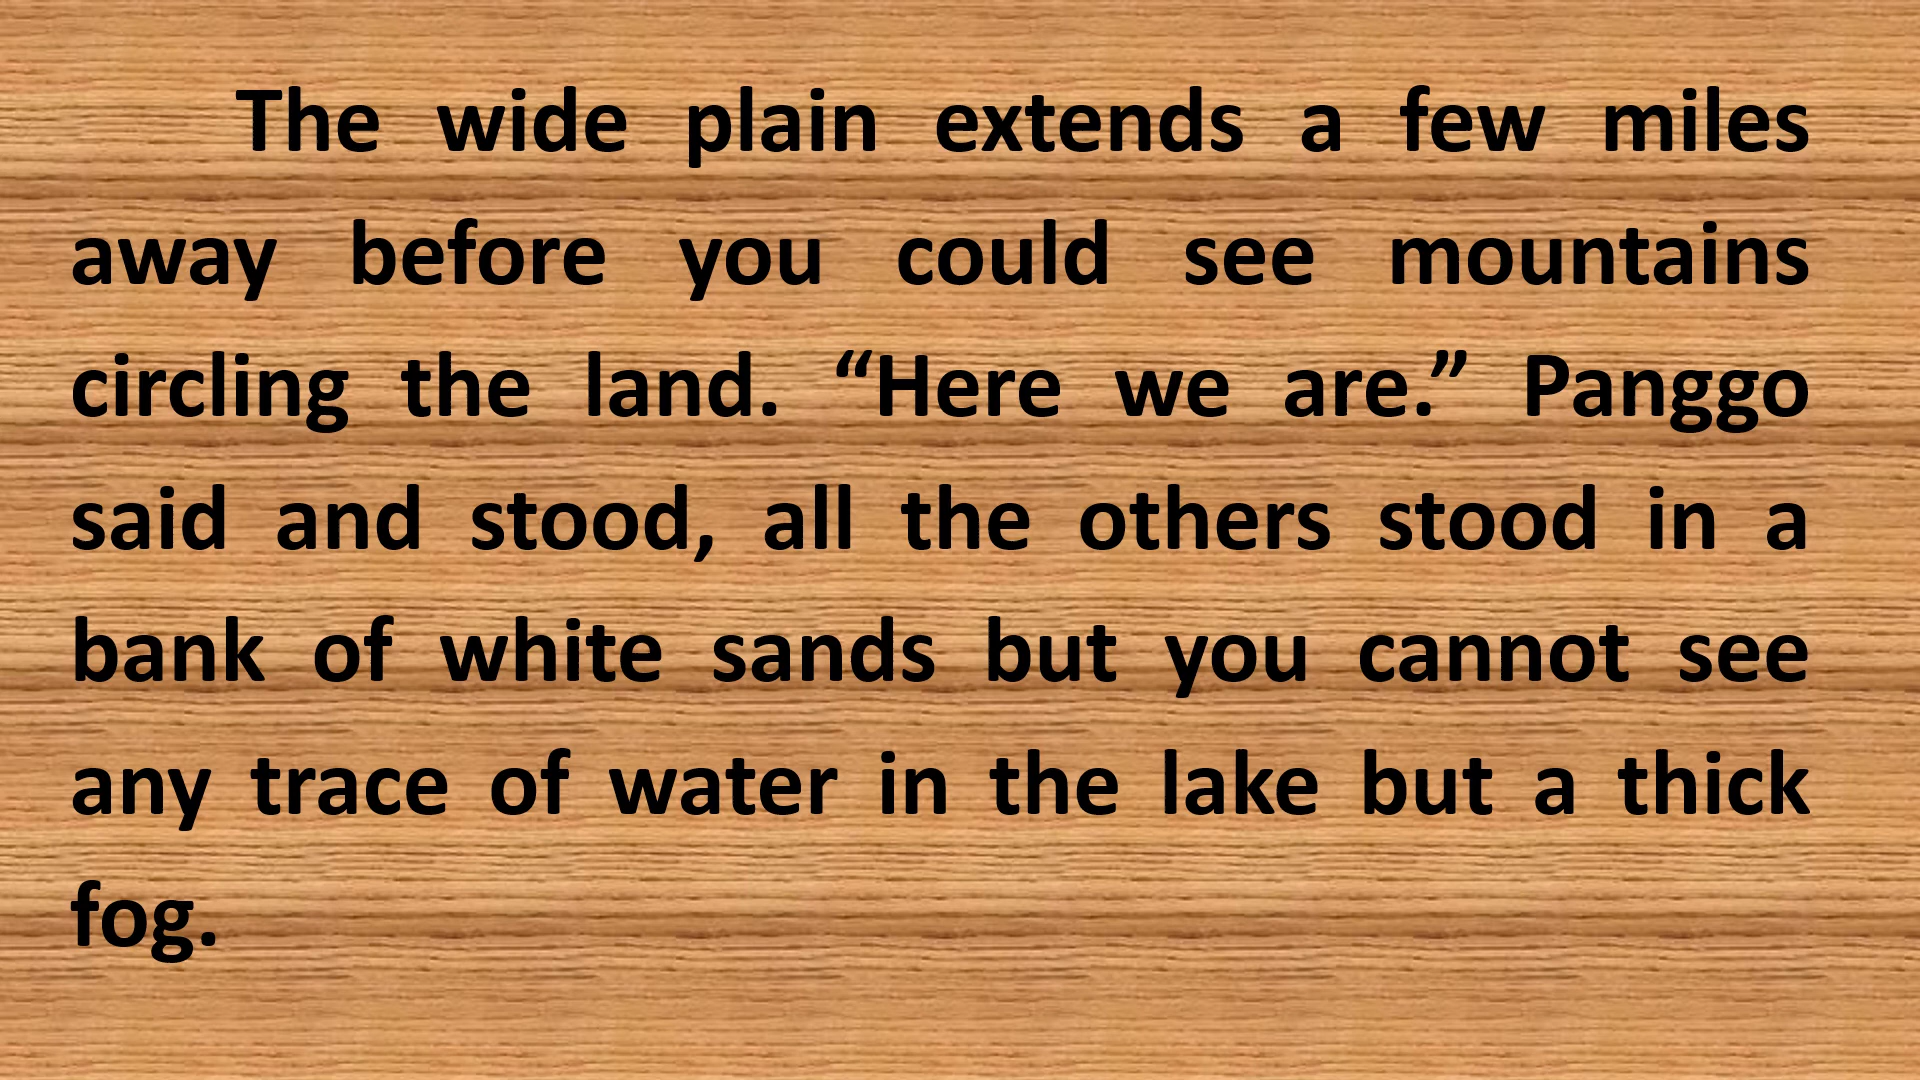 The wide plain extends a few miles
away before you could see mountains
circling the land. “Here we are.” Panggo
said and stood, all the others stood in a
bank of white sands but you cannot see
any trace of water in the lake but a thick
fog.